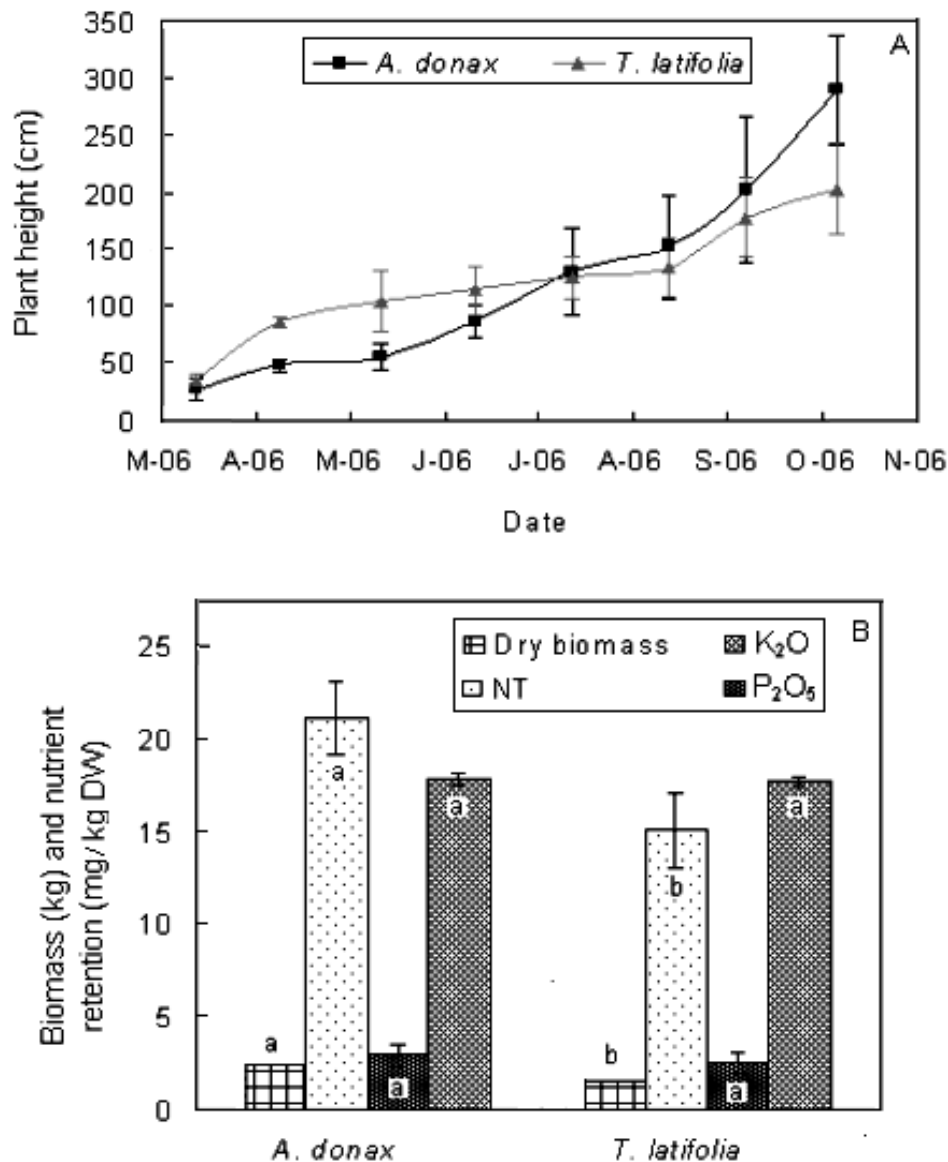 350
300
250
200
150
100
50
0
Plant height (cm)
A
A. donax T. latifolia
M-06 A-06 M-06 J-06 J-06 A-06 S-06 O-06 N-06
Date
25
20
15
10
5
0
Biomass (kg) and nutrient
retention (mg/kg DW)
B
Dry biomass K₂O
NT P₂O₅
a a a a
b b a a
A. donax T. latifolia